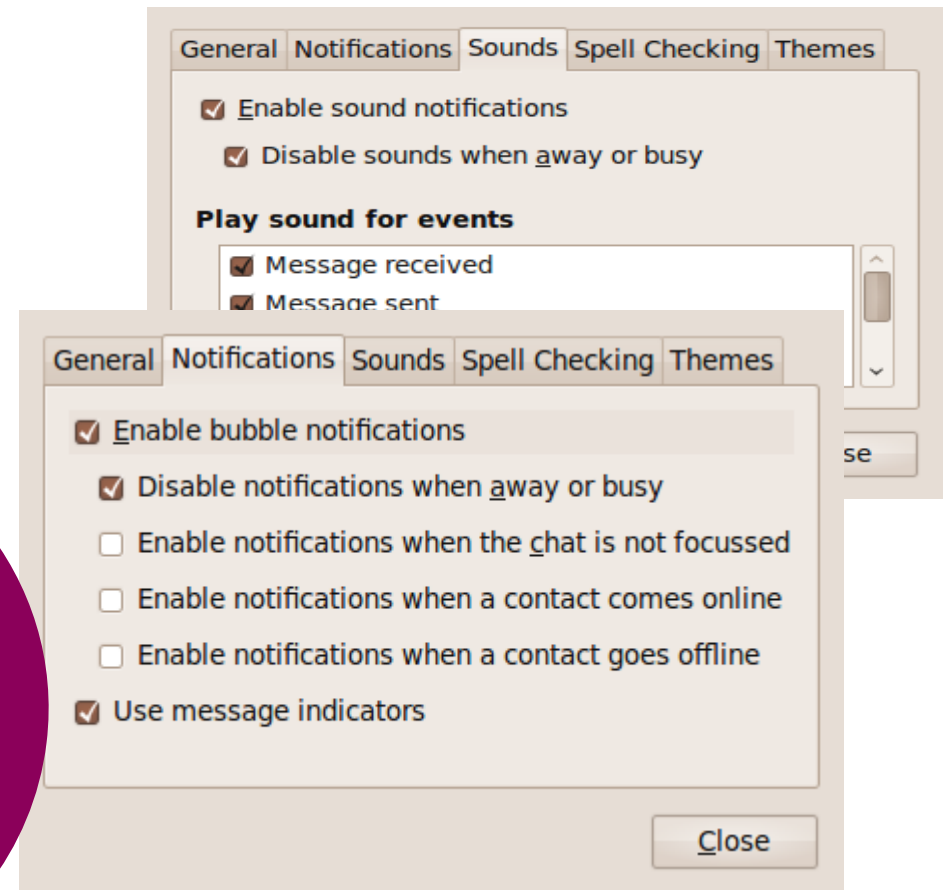 General Notifications Sounds Spell Checking Themes
Enable sound notifications
Disable sounds when away or busy
Play sound for events
Message received
Message sent
se
General Notifications Sounds Spell Checking Themes
Enable bubble notifications
Disable notifications when away or busy
Enable notifications when the chat is not focussed
Enable notifications when a contact comes online
Enable notifications when a contact goes offline
Use message indicators
Close